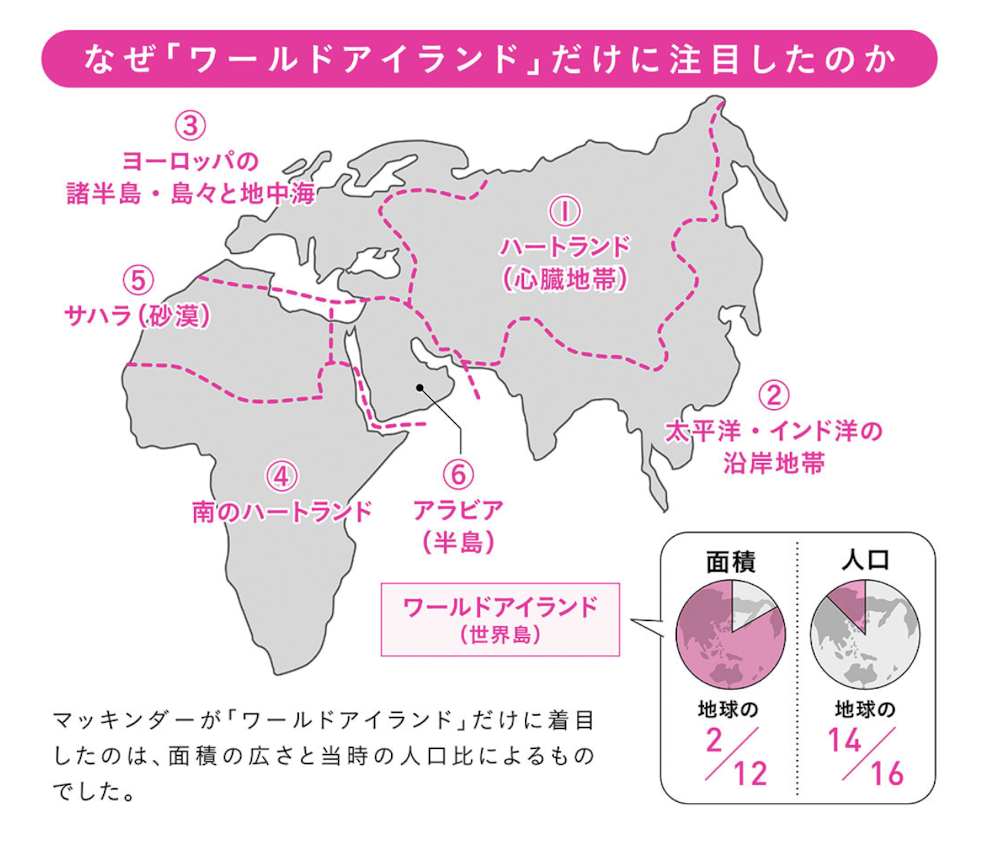 なぜ「ワールドアイランド」だけに注目したのか
③
ヨーロッパの
諸半島・島々と地中海
①
ハートランド
（心臓地帯）
⑤
サハラ（砂漠）
②
太平洋・インド洋の
沿岸地帯
④
南のハートランド
⑥
アラビア
（半島）
ワールドアイランド
（世界島）
面積
地球の
2／12
人口
地球の
14／16
マッキンダーが「ワールドアイランド」だけに着目
したのは、面積の広さと当時の人口比によるもの
でした。